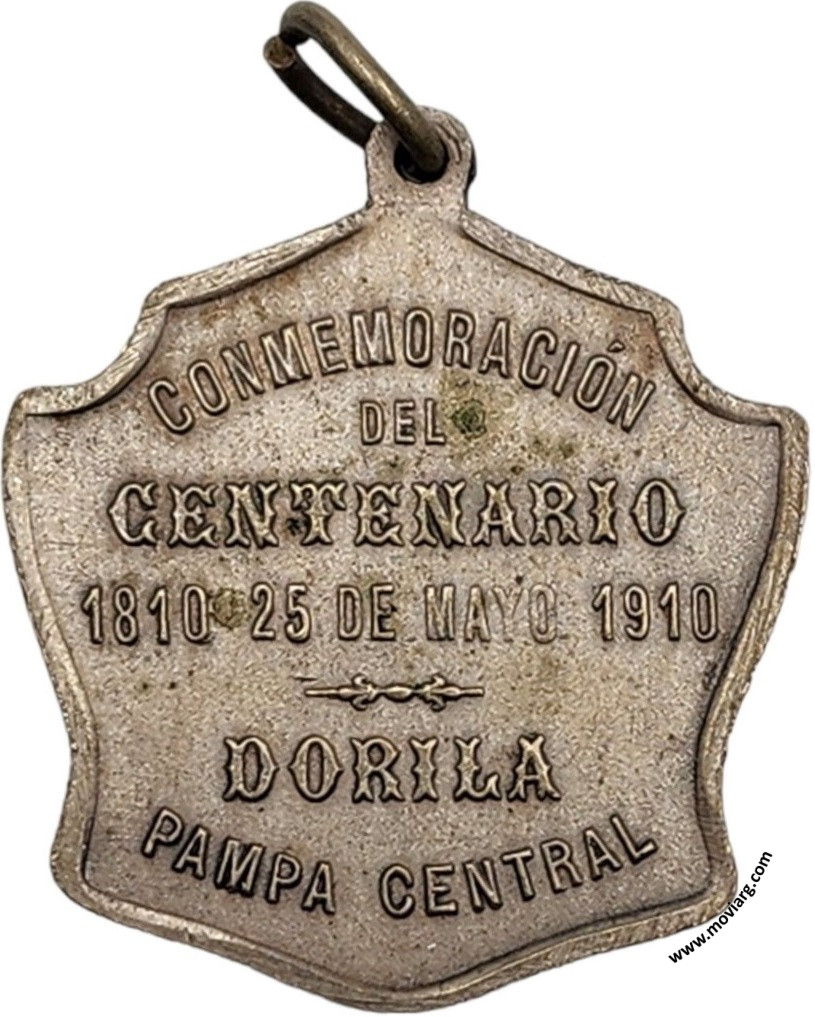 CONMEMORACIÓN
DEL
CENTENARIO
1810 25 DE MAYO 1910
DORILA
PAMPA CENTRAL
www.moviarg.com